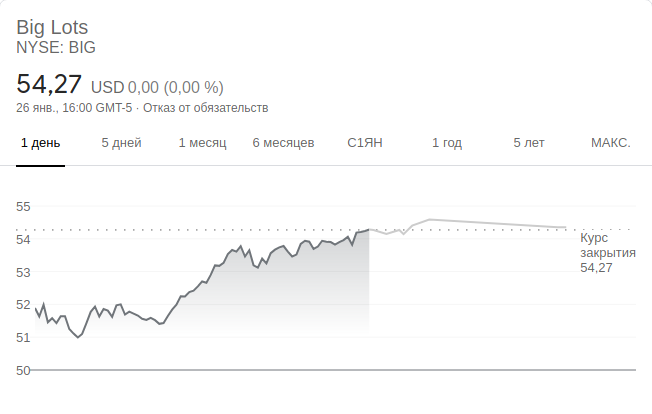 Big Lots
NYSE: BIG
54,27 USD 0,00 (0,00 %)
26 янв., 16:00 GMT-5 · Отказ от обязательств
1 день 5 дней 1 месяц 6 месяцев С1ЯН 1 год 5 лет МАКС.
55
54
53
52
51
50
Курс
закрытия
54,27